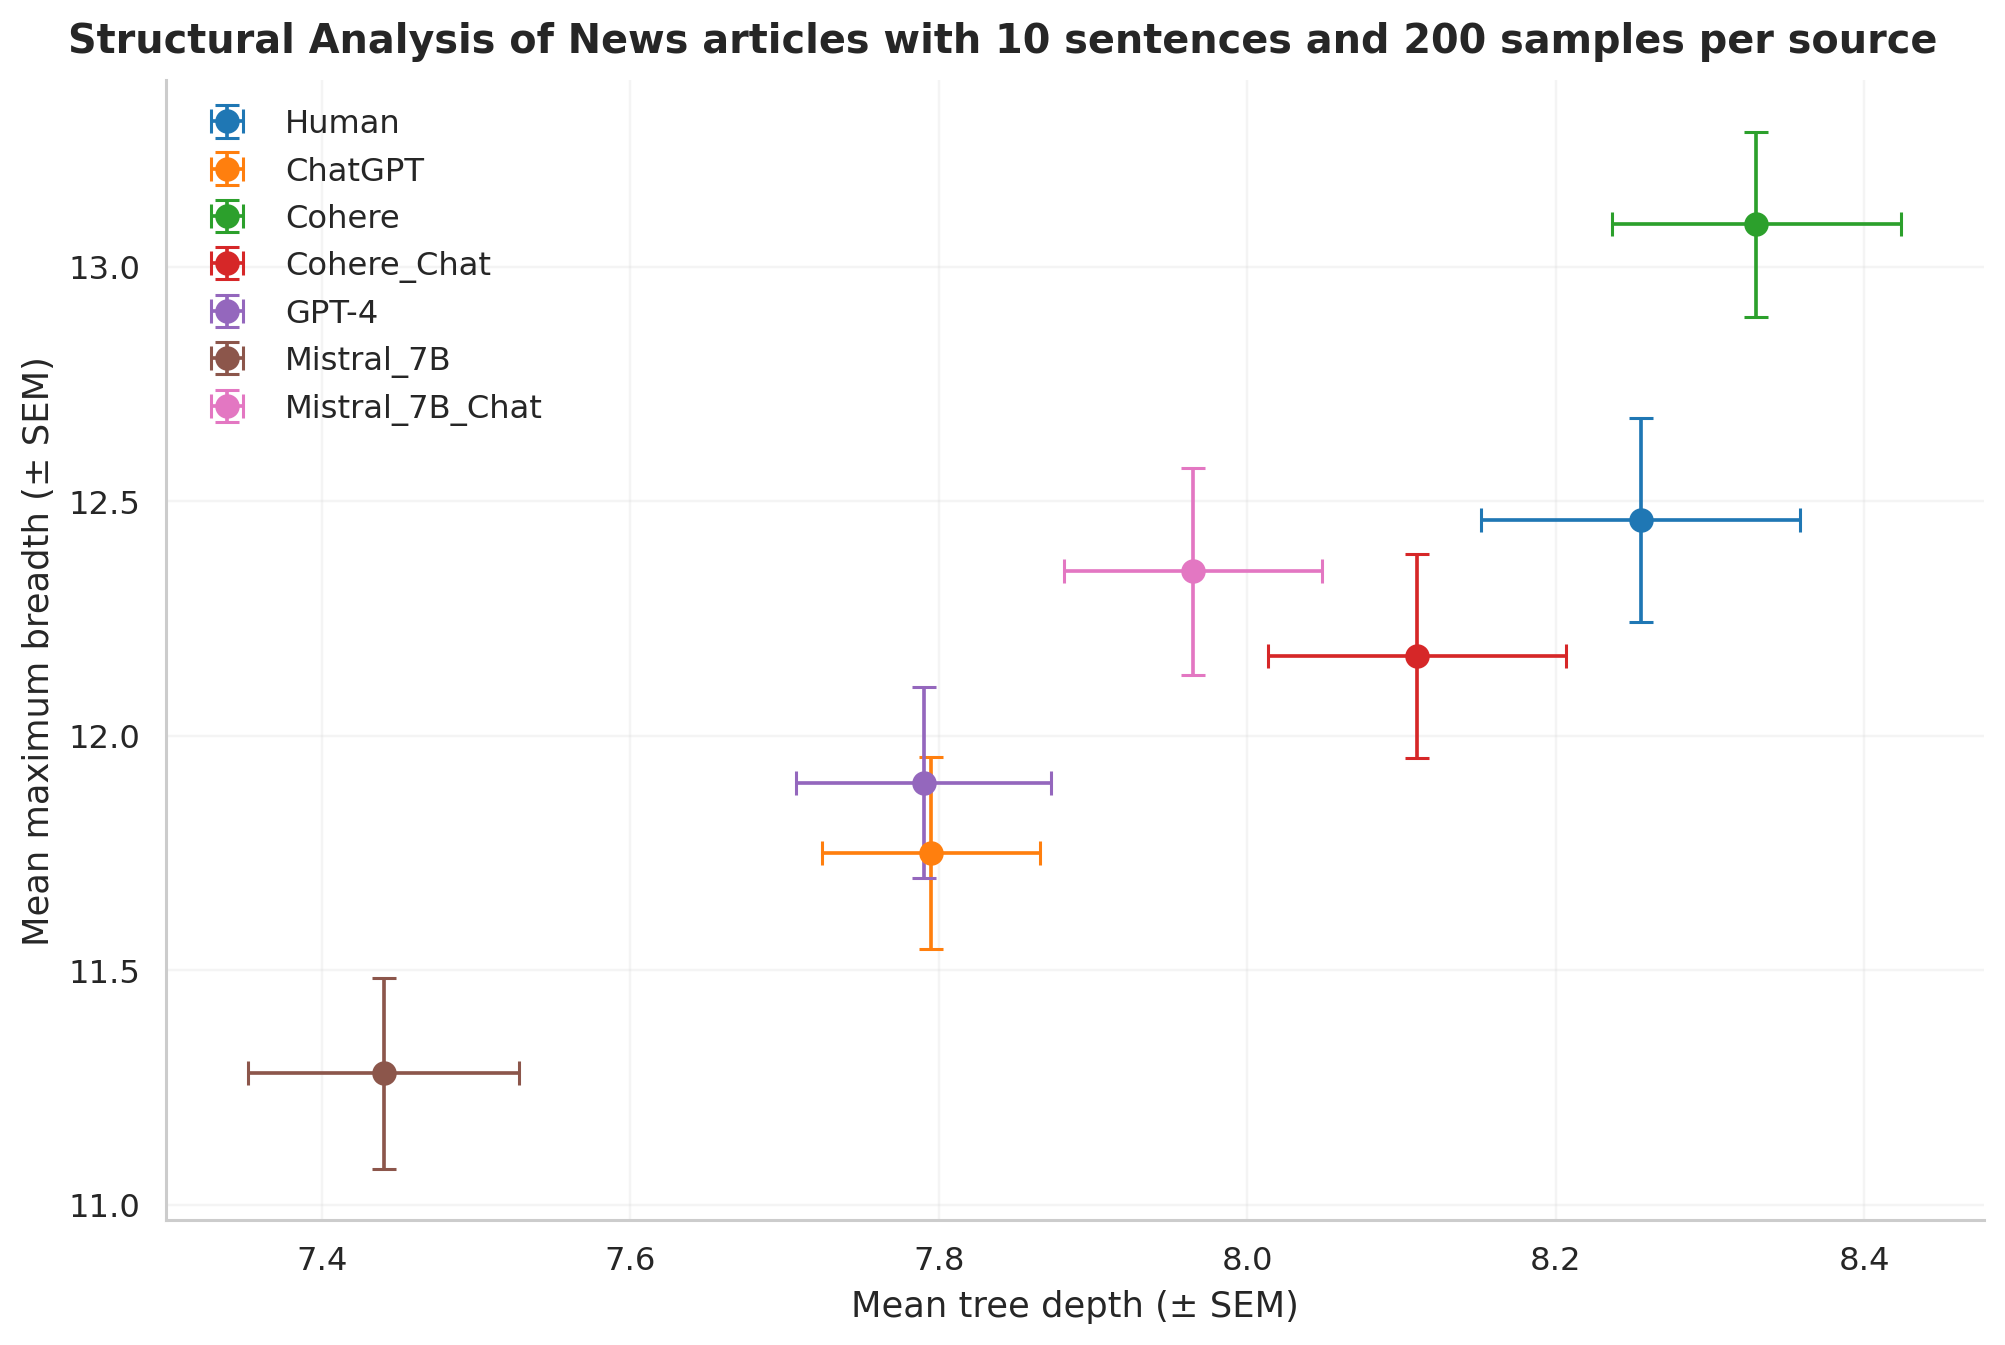 Structural Analysis of News articles with 10 sentences and 200 samples per source
Human
ChatGPT
Cohere
Cohere_Chat
GPT-4
Mistral_7B
Mistral_7B_Chat
Mean maximum breadth (± SEM)
13.0
12.5
12.0
11.5
11.0
7.4 7.6 7.8 8.0 8.2 8.4
Mean tree depth (± SEM)